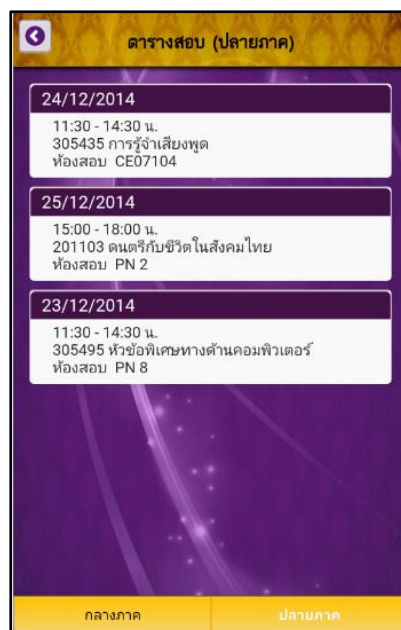 ตารางสอบ (ปลายภาค)
24/12/2014
11:30 - 14:30 น.
305435 การรู้จำเสียงพูด
ห้องสอบ CE07104
25/12/2014
15:00 - 18:00 น.
201103 ดนตรีกับชีวิตในสังคมไทย
ห้องสอบ PN 2
23/12/2014
11:30 - 14:30 น.
305495 หัวข้อพิเศษทางด้านคอมพิวเตอร์
ห้องสอบ PN 8
กลางภาค ปลายภาค